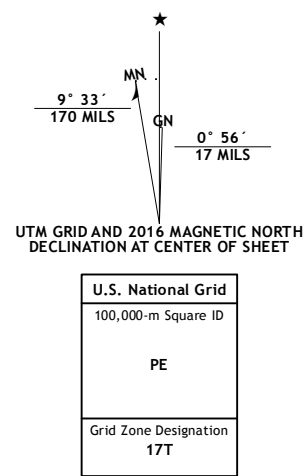 ★
MN
GN
9° 33´
170 MILS
0° 56´
17 MILS
UTM GRID AND 2016 MAGNETIC NORTH
DECLINATION AT CENTER OF SHEET
U.S. National Grid
100,000-m Square ID
PE
Grid Zone Designation
17T